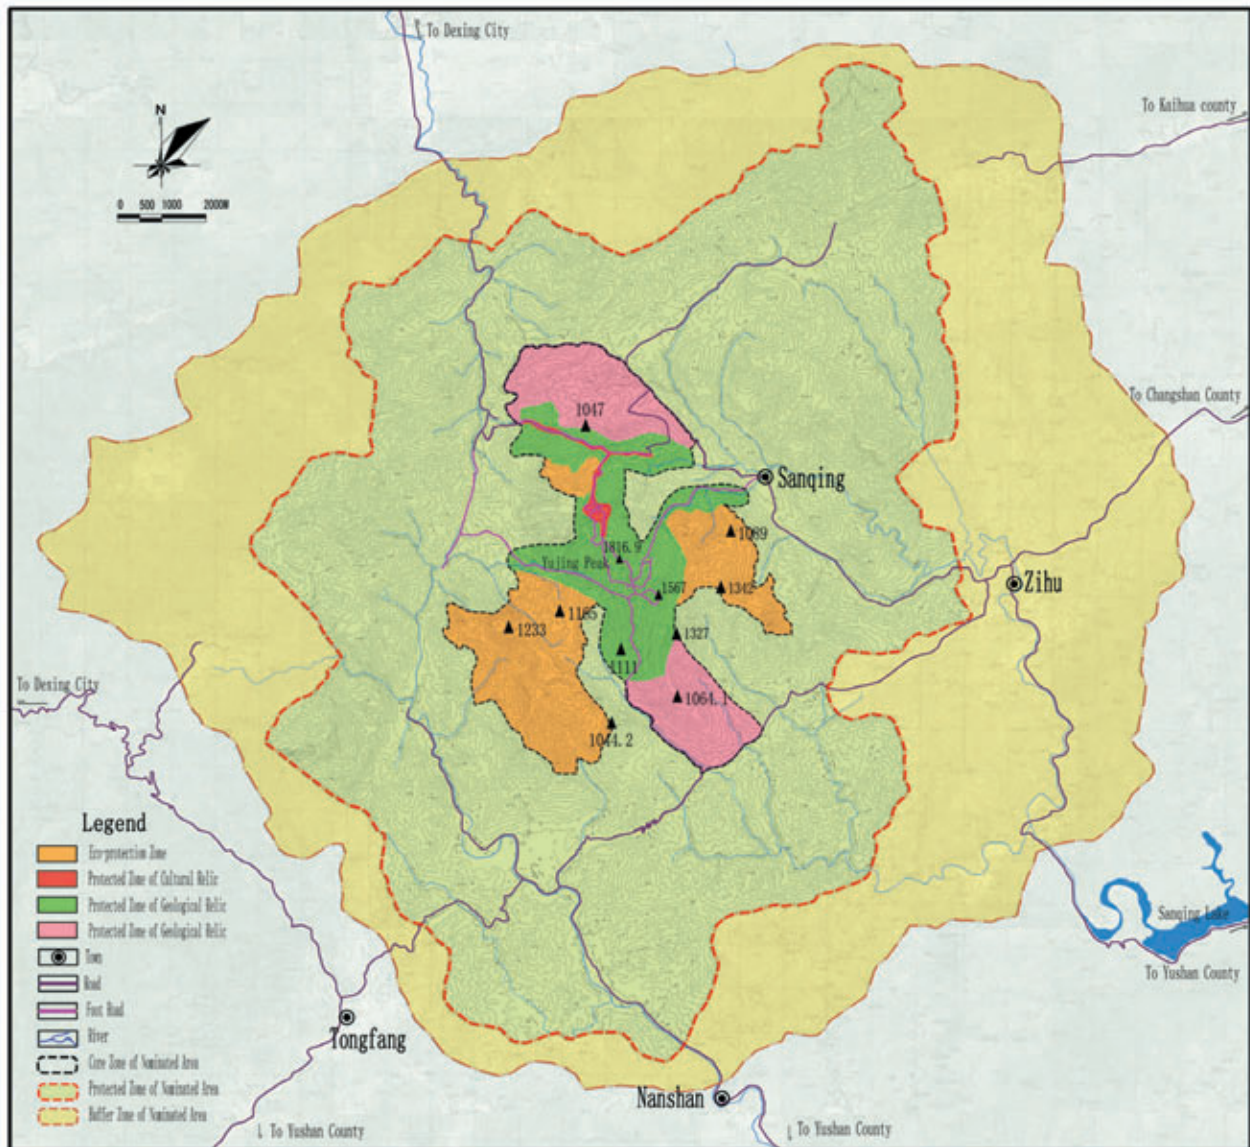 To Dexing City
N
To Kaihua county
0 500 1000 2000M
To Changshan County
1047
Sanqing
1089
1816.9
Yujing Peak
1567
1342
Zihu
1165
1233
1327
1111
To Dexing City
1064.1
1044.2
Legend
Eco-protection Zone
Protected Zone of Cultural Relic
Protected Zone of Geological Relic
Protected Zone of Geological Relic
Town
Road
Foot Road
River
Core Zone of Nominated Area
Protected Zone of Nominated Area
Buffer Zone of Nominated Area
Sanqing Lake
To Yushan County
Tongfang
Nanshan
To Yushan County
To Yushan County